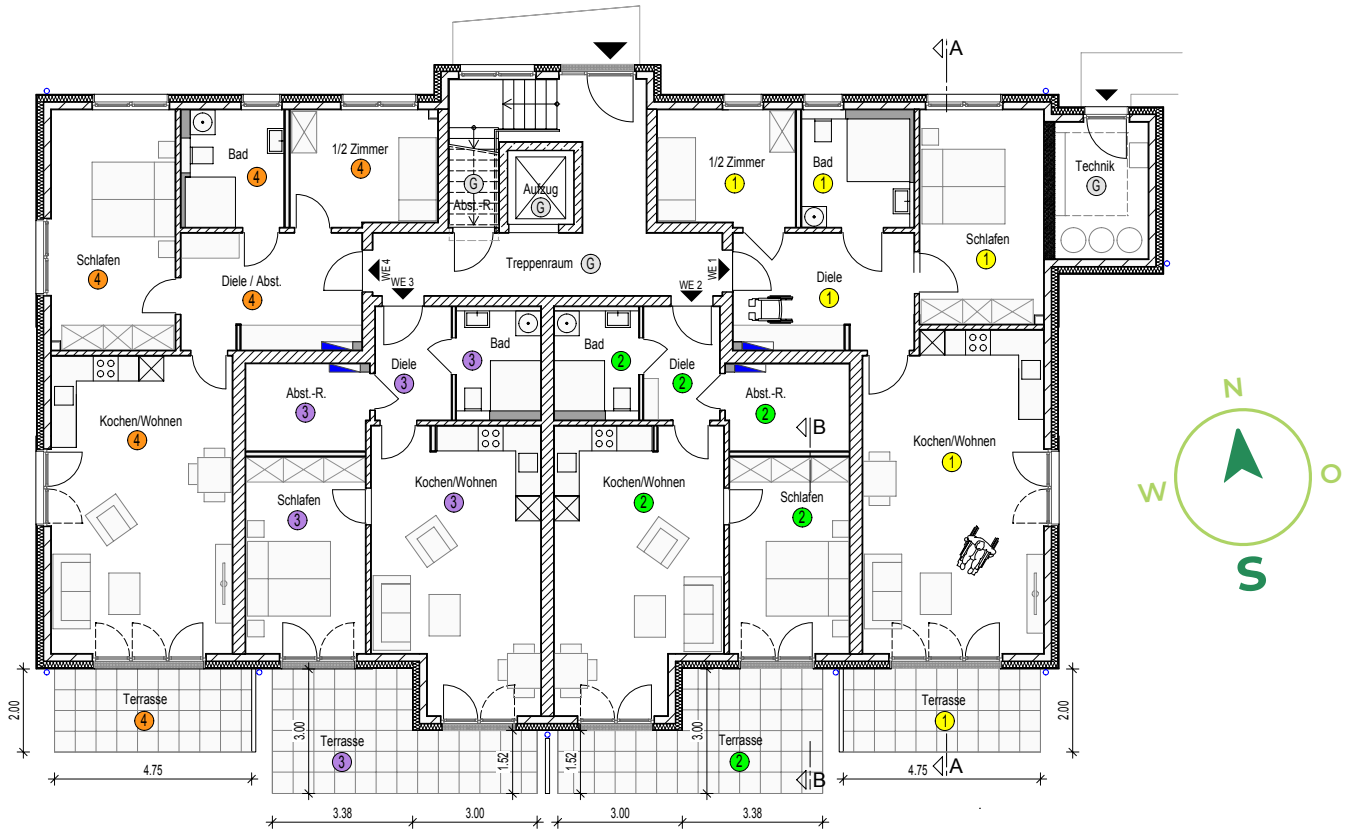 A
Bad
4
1/2 Zimmer
4
G
Abst.-R.
Aufzug
G
1/2 Zimmer
1
Bad
1
Technik
G
Schlafen
4
Schlafen
1
Diele / Abst.
4
WE 4
WE 3
Treppenraum G
WE 2
WE 1
Diele
1
Diele
3
Bad
3
Bad
2
Diele
2
Abst.-R.
3
Abst.-R.
2
B
Kochen/Wohnen
4
Kochen/Wohnen
1
Schlafen
3
Kochen/Wohnen
3
Kochen/Wohnen
2
Schlafen
2
N
W
O
S
2.00
Terrasse
4
4.75
3.00
Terrasse
3
1.52
1.52
3.00
Terrasse
2
B
Terrasse
1
A
4.75
2.00
3.38
3.00
3.00
3.38